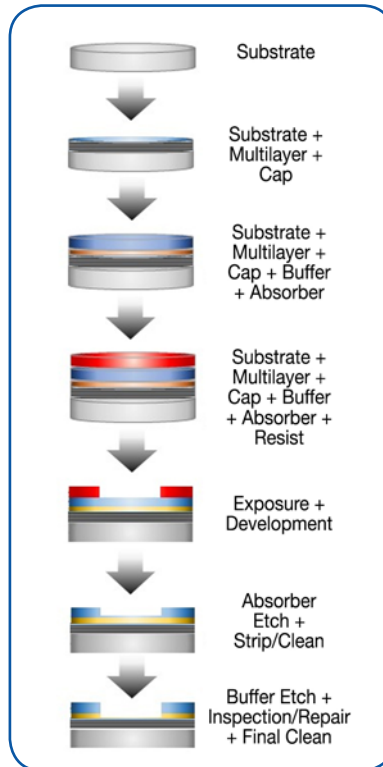 Substrate
Substrate +
Multilayer +
Cap
Substrate +
Multilayer +
Cap + Buffer
+ Absorber
Substrate +
Multilayer +
Cap + Buffer
+ Absorber +
Resist
Exposure +
Development
Absorber
Etch +
Strip/Clean
Buffer Etch +
Inspection/Repair
+ Final Clean